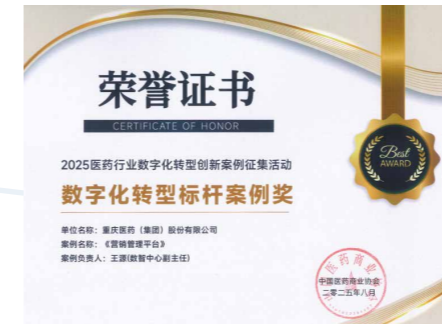 荣誉证书
CERTIFICATE OF HONOR
2025医药行业数字化转型创新案例征集活动
数字化转型标杆案例奖
单位名称：重庆医药（集团）股份有限公司
案例名称：《营销管理平台》
案例负责人：王源(数智中心副主任)
Best
AWARD
中国医药商业协会
二零二五年八月